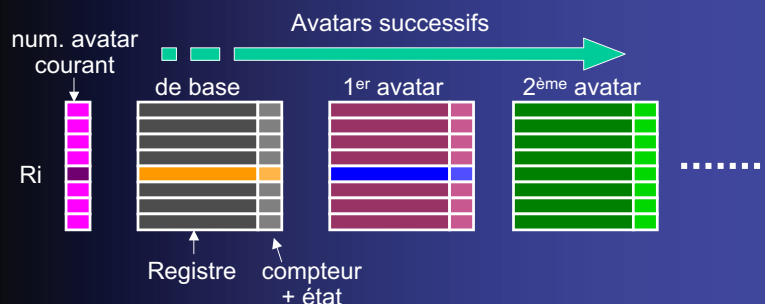 Avatars successifs
num. avatar
courant
de base
1er avatar
2ème avatar
Ri
Registre
compteur
+ état